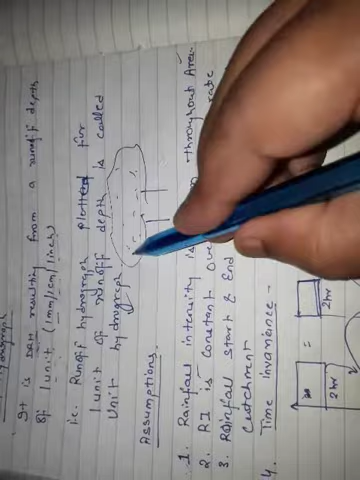 It is DRH resulting from a runoff depth
of 1 unit (1mm/1cm/1inch)
i.e. Runoff hydrograph plotted for
1 unit of runoff depth is called
unit hydrograph
Assumptions
1. Rainfall intensity is throughout Area
2. RI is constant
3. Rainfall start & End
Catchment
4. Time invariance -
2hr
=
2hr